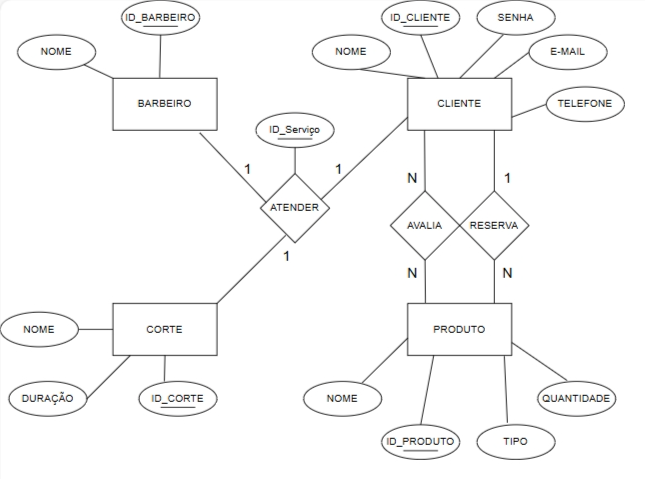 ID_BARBEIRO
ID_CLIENTE
SENHA
NOME
NOME
E-MAIL
BARBEIRO
CLIENTE
TELEFONE
ID_Serviço
1
1
N
1
ATENDER
AVALIA
RESERVA
1
N
N
NOME
CORTE
PRODUTO
DURAÇÃO
ID_CORTE
NOME
QUANTIDADE
ID_PRODUTO
TIPO